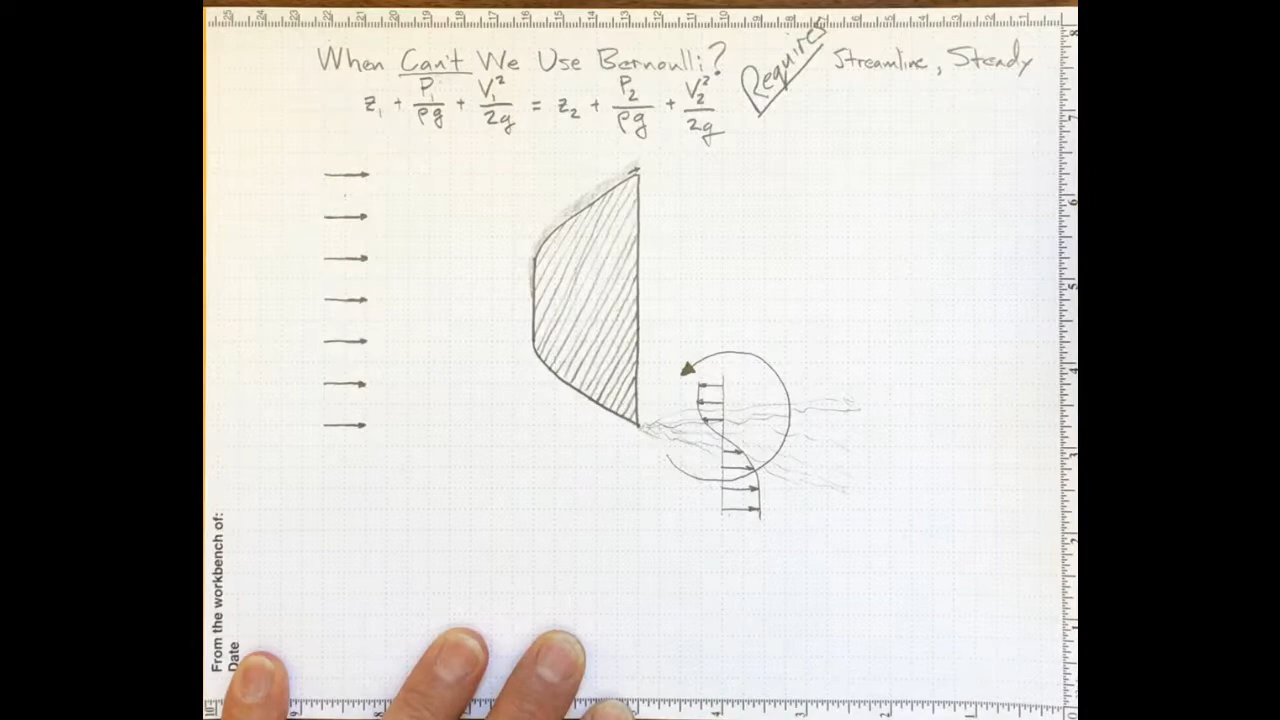 When Can't We Use Bernoulli? Requires Streamline, Steady
z₁ + P₁/ρg + V₁²/2g = z₂ + P₂/ρg + V₂²/2g
From the workbench of:
Date